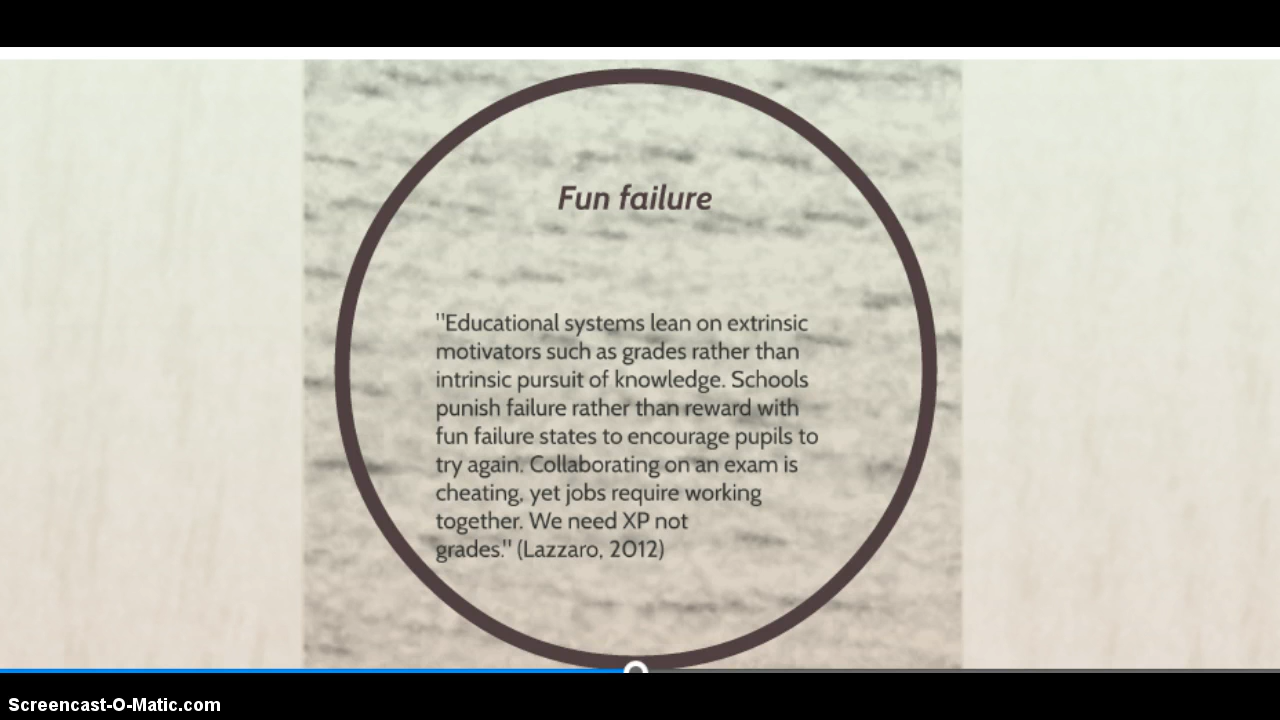 Fun failure
"Educational systems lean on extrinsic
motivators such as grades rather than
intrinsic pursuit of knowledge. Schools
punish failure rather than reward with
fun failure states to encourage pupils to
try again. Collaborating on an exam is
cheating, yet jobs require working
together. We need XP not
grades." (Lazzaro, 2012)
Screencast-O-Matic.com